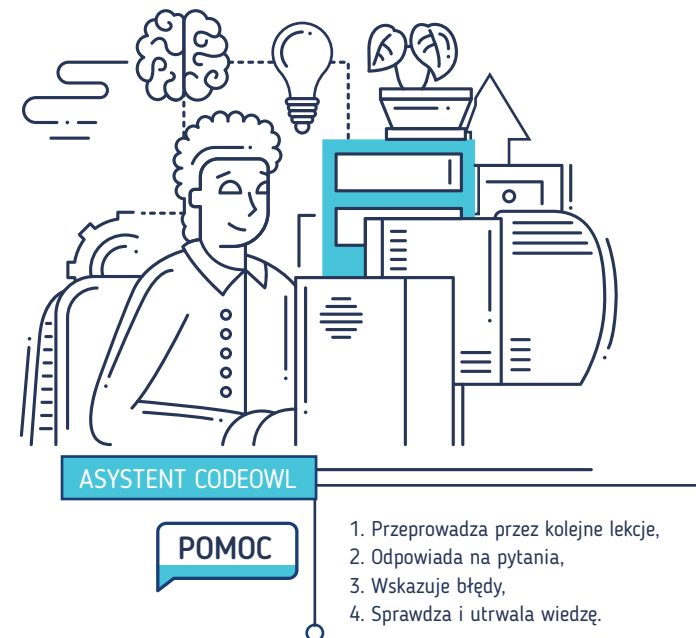 ASYSTENT CODEOWL
POMOC
1. Przeprowadza przez kolejne lekcje,
2. Odpowiada na pytania,
3. Wskazuje błędy,
4. Sprawdza i utrwala wiedzę.